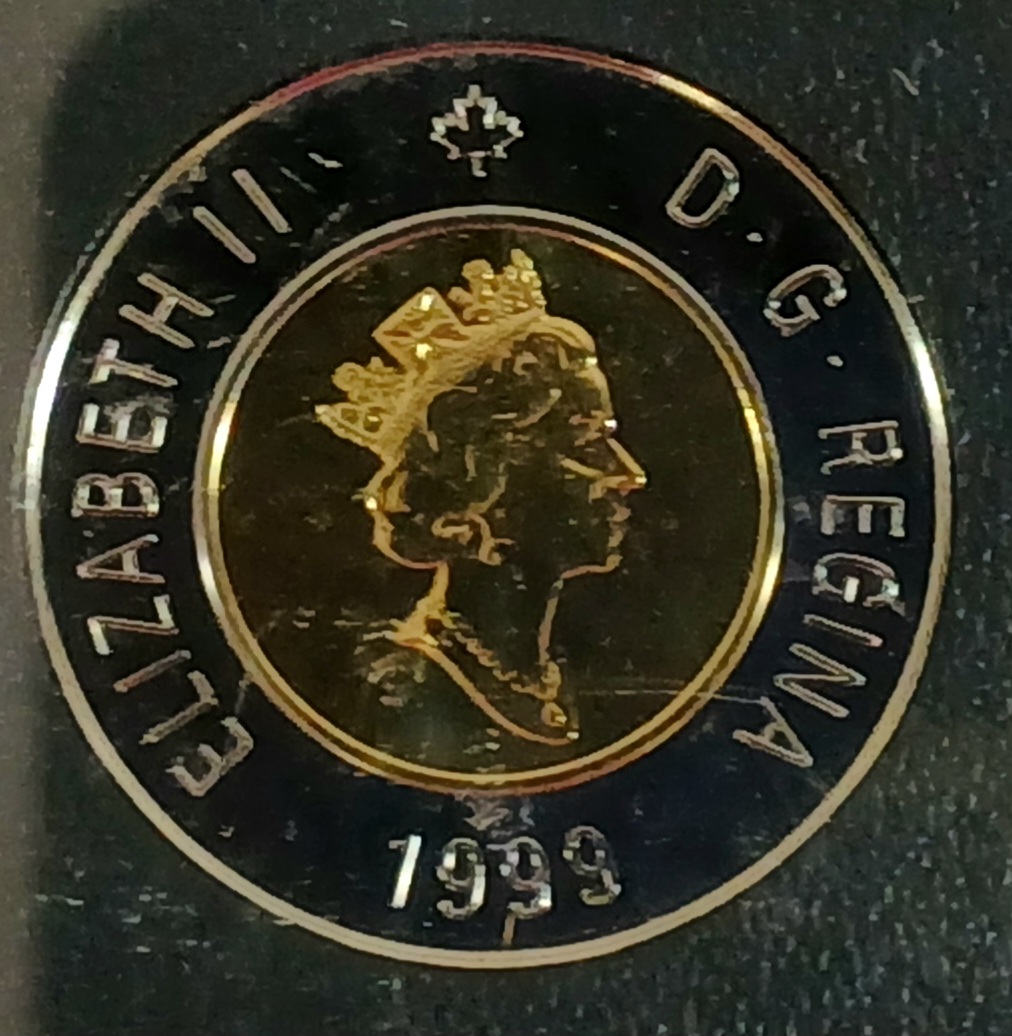 ELIZABETH II
D·G·REGINA
1999